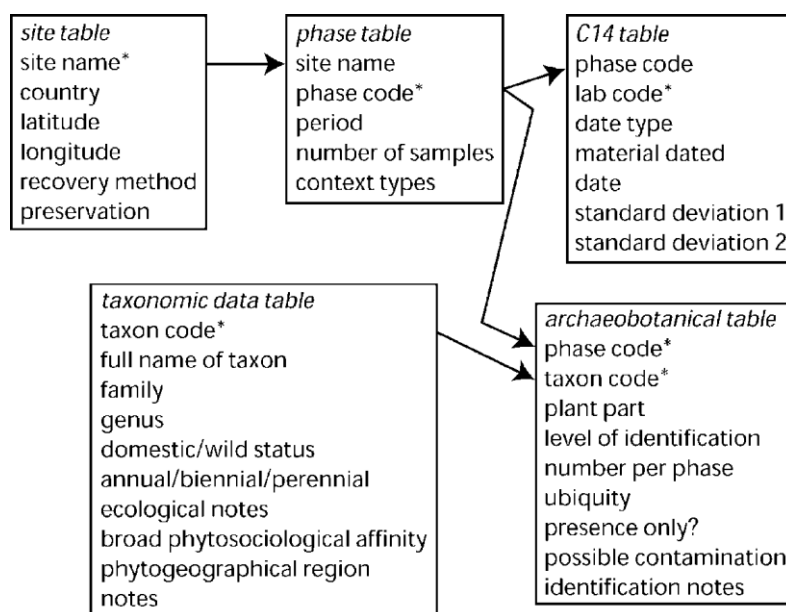 site table
site name*
country
latitude
longitude
recovery method
preservation
phase table
site name
phase code*
period
number of samples
context types
C14 table
phase code
lab code*
date type
material dated
date
standard deviation 1
standard deviation 2
taxonomic data table
taxon code*
full name of taxon
family
genus
domestic/wild status
annual/biennial/perennial
ecological notes
broad phytosociological affinity
phytogeographical region
notes
archaeobotanical table
phase code*
taxon code*
plant part
level of identification
number per phase
ubiquity
presence only?
possible contamination
identification notes